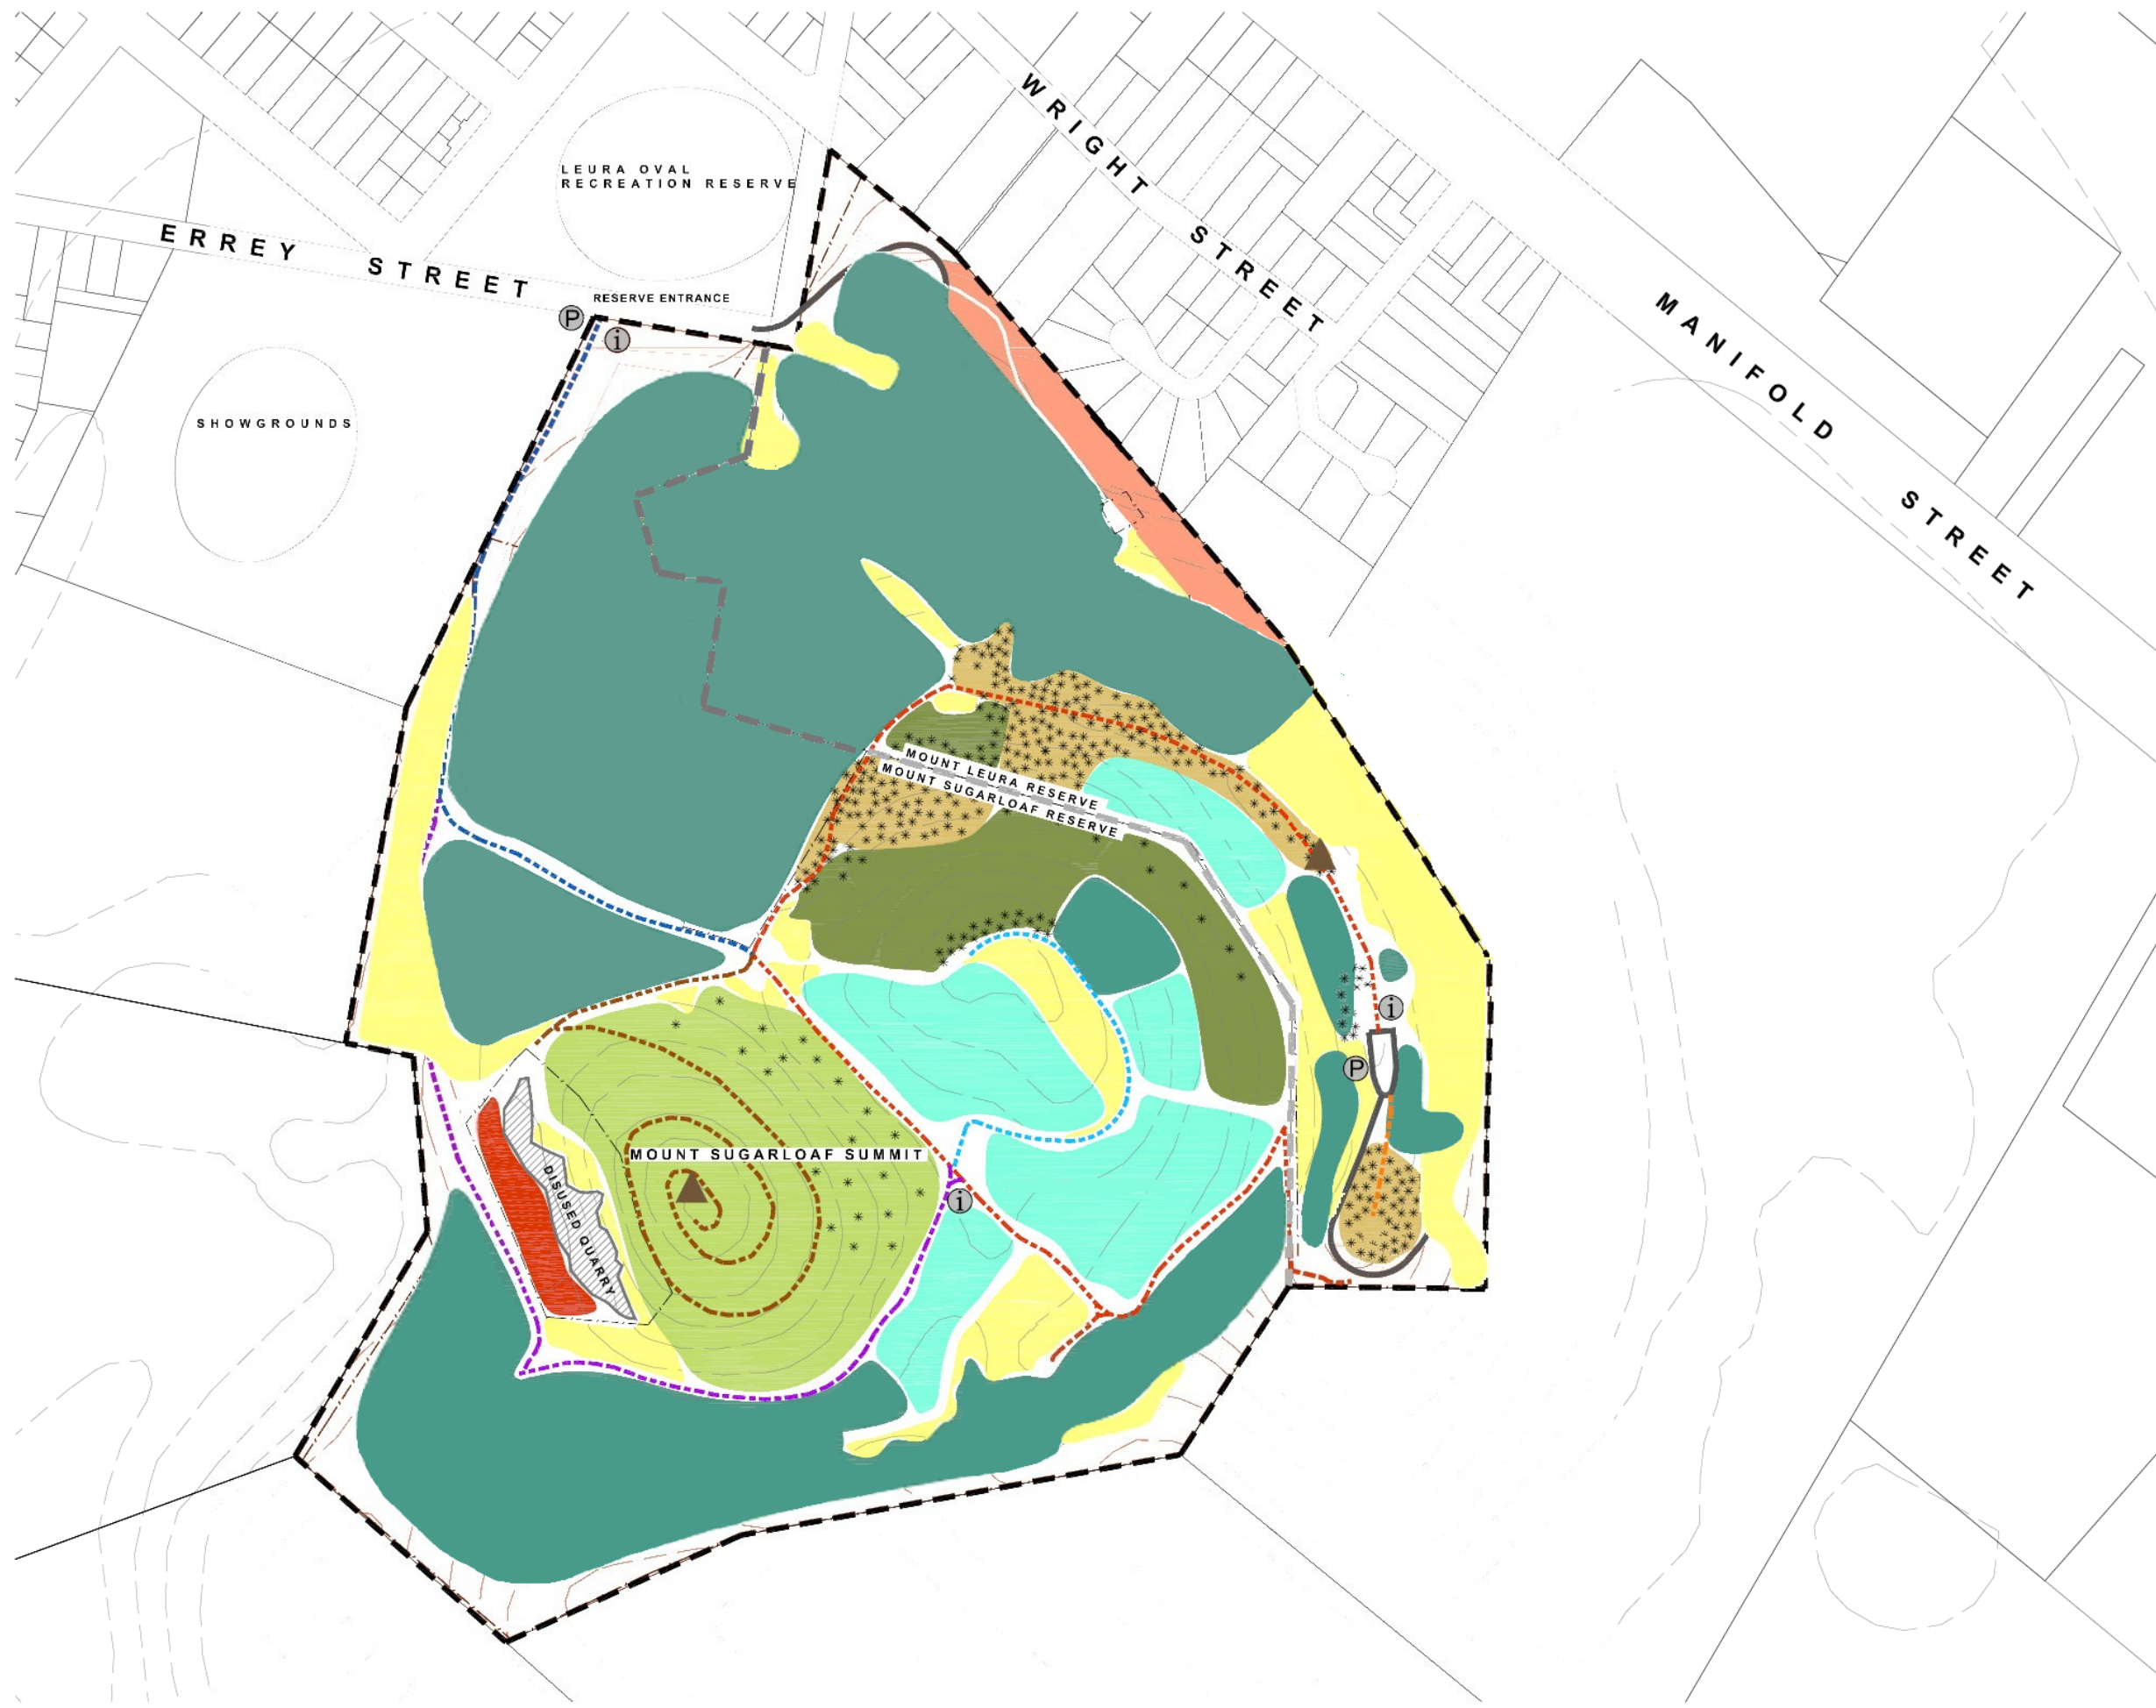 WRIGHT STREET
LEURA OVAL
RECREATION RESERVE
ERREY STREET
RESERVE ENTRANCE
P
i
MANIFOLD STREET
SHOWGROUNDS
MOUNT LEURA RESERVE
MOUNT SUGARLOAF RESERVE
i
P
MOUNT SUGARLOAF SUMMIT
DISUSED QUARRY
i